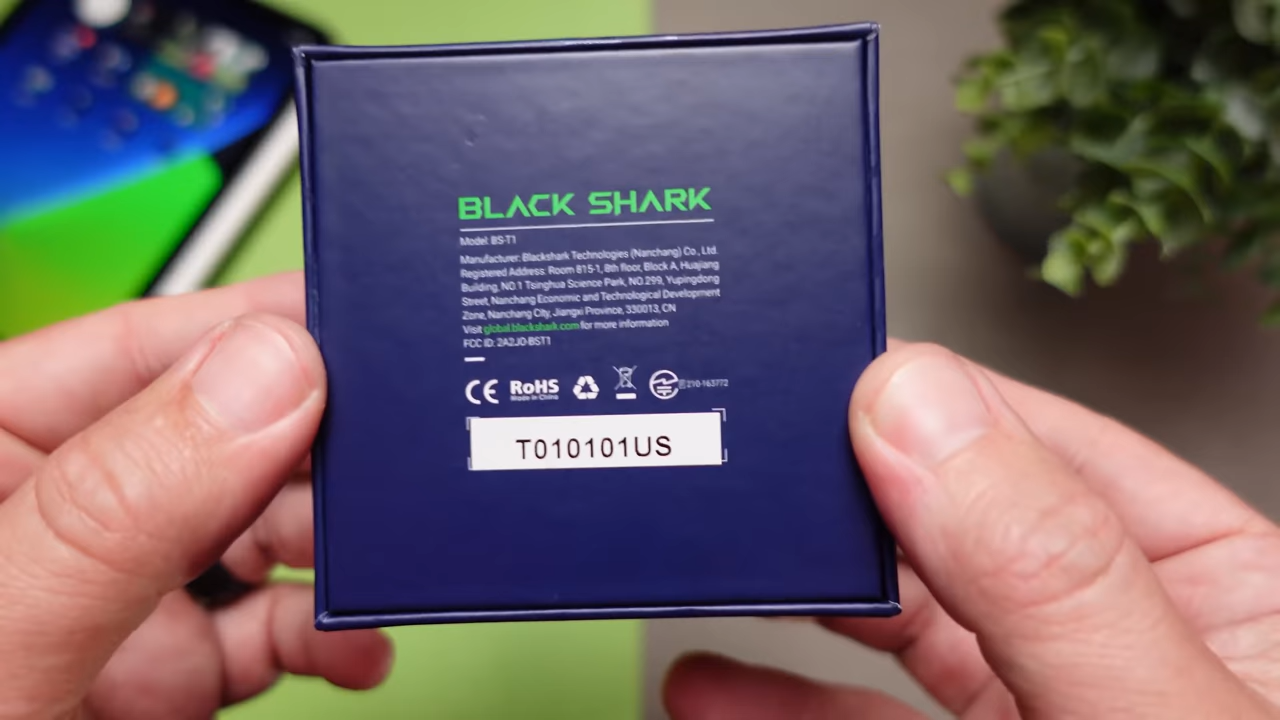 BLACK SHARK
Model: BS-T1
Manufacturer: Blackshark Technologies (Nanchang) Co., Ltd.
Registered Address: Room 815-1, 8th floor, Block A, Huajiang
Building, NO.1 Tsinghua Science Park, NO.299, Yupingdong
Street, Nanchang Economic and Technological Development
Zone, Nanchang City, Jiangxi Province, 330013, CN
Visit global.blackshark.com for more information
FCC ID: 2A2JO-BST1
CE RoHS 210-163772
Made in China
T010101US